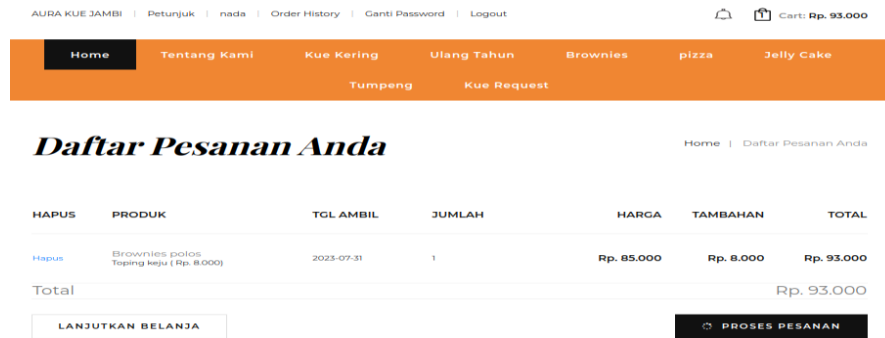 AURA KUE JAMBI | Petunjuk | nada | Order History | Ganti Password | Logout 1 Cart: Rp. 93.000
Home Tentang Kami Kue Kering Ulang Tahun Brownies pizza Jelly Cake
Tumpeng Kue Request
Daftar Pesanan Anda Home | Daftar Pesanan Anda
HAPUS PRODUK TGL AMBIL JUMLAH HARGA TAMBAHAN TOTAL
Hapus Brownies polos 2023-07-31 1 Rp. 85.000 Rp. 8.000 Rp. 93.000
Toping keju ( Rp. 8.000)
Total Rp. 93.000
LANJUTKAN BELANJA PROSES PESANAN